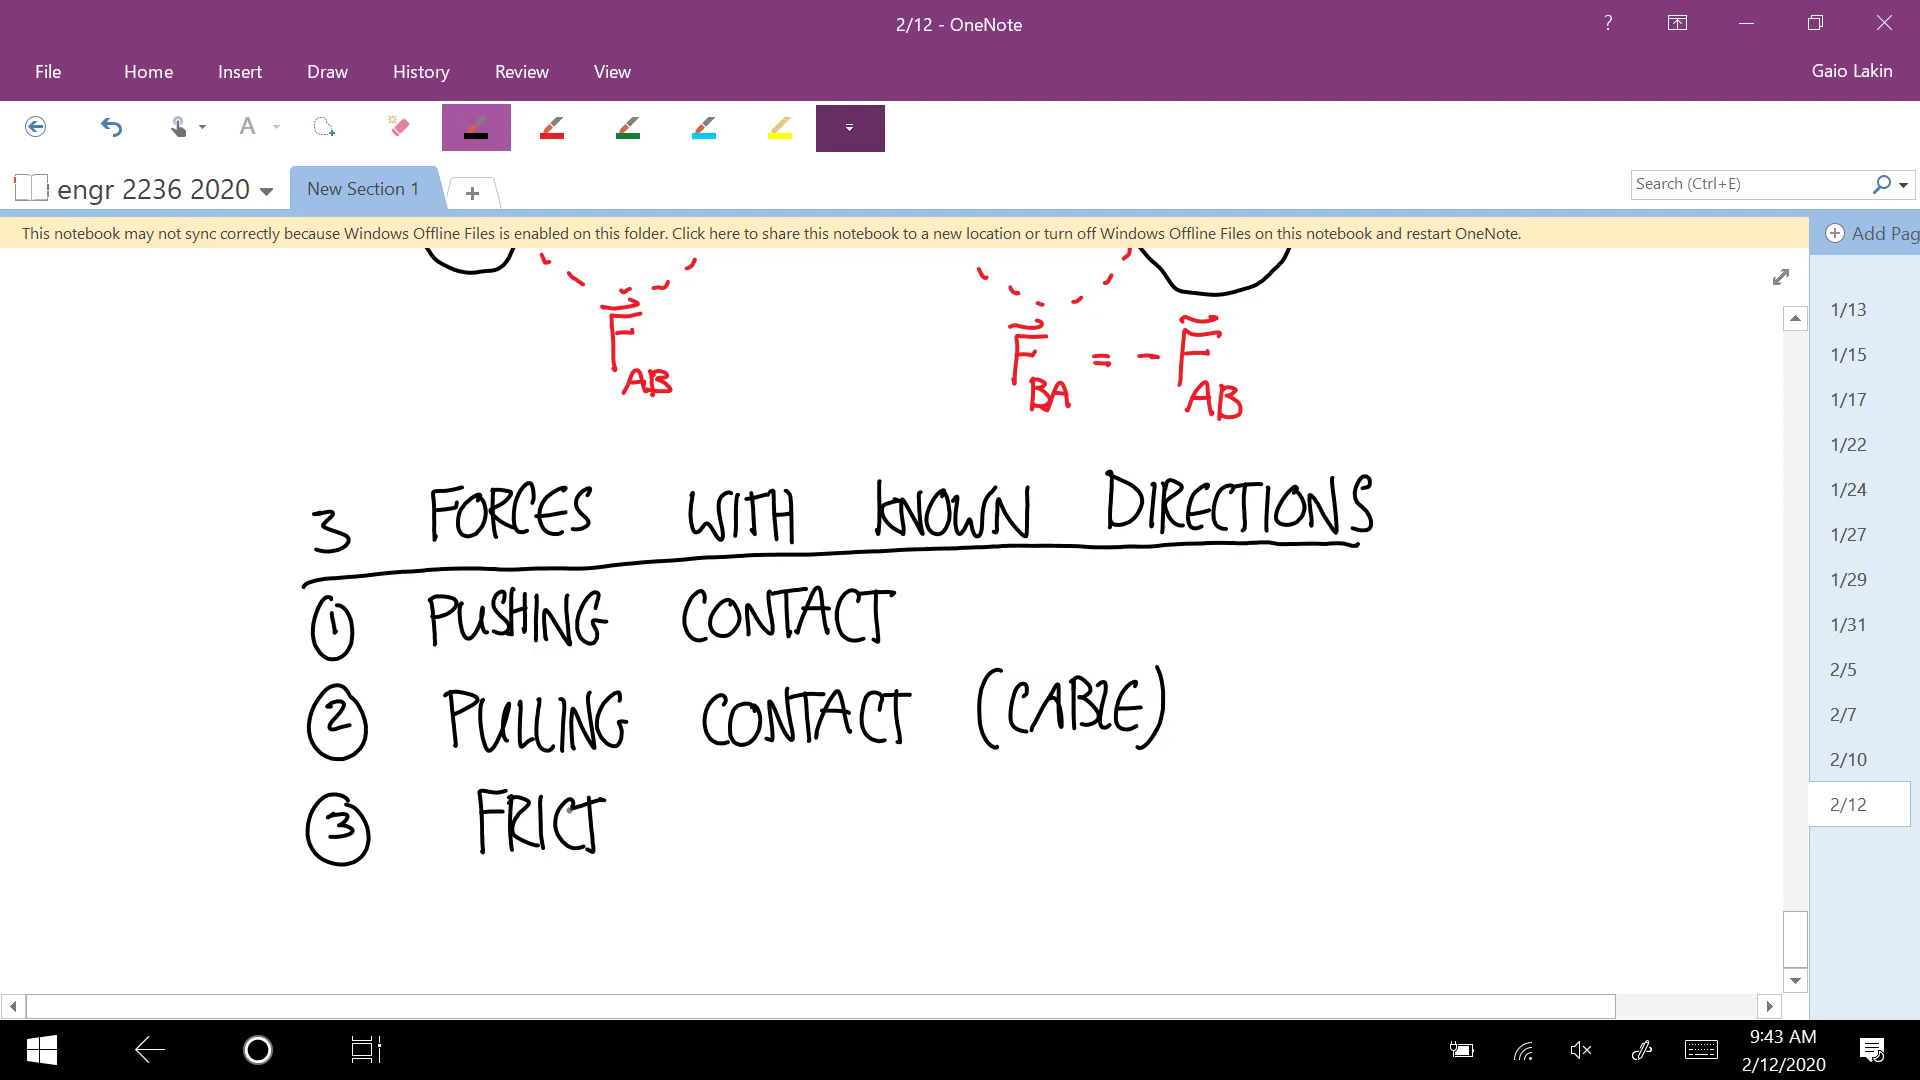 2/12 - OneNote
?
File Home Insert Draw History Review View
Gaio Lakin
A
engr 2236 2020
New Section 1
+
Search (Ctrl+E)
This notebook may not sync correctly because Windows Offline Files is enabled on this folder. Click here to share this notebook to a new location or turn off Windows Offline Files on this notebook and restart OneNote.
Add Pag
F AB
F BA = - F AB
3 FORCES WITH KNOWN DIRECTIONS
① PUSHING CONTACT
② PULLING CONTACT (CABLE)
③ FRICT
1/13
1/15
1/17
1/22
1/24
1/27
1/29
1/31
2/5
2/7
2/10
2/12
9:43 AM
2/12/2020